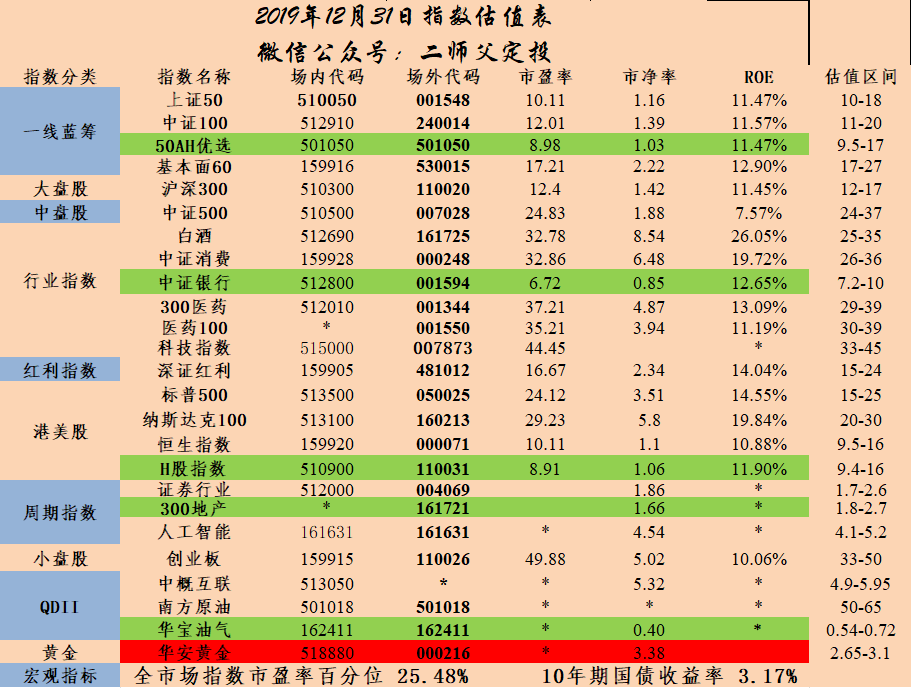 2019年12月31日指数估值表
微信公众号：二师父定投
指数分类 指数名称 场内代码 场外代码 市盈率 市净率 ROE 估值区间
一线蓝筹 上证50 510050 001548 10.11 1.16 11.47% 10-18
中证100 512910 240014 12.01 1.39 11.57% 11-20
50AH优选 501050 501050 8.98 1.03 11.47% 9.5-17
基本面60 159916 530015 17.21 2.22 12.90% 17-27
大盘股 沪深300 510300 110020 12.4 1.42 11.45% 12-17
中盘股 中证500 510500 007028 24.83 1.88 7.57% 24-37
行业指数 白酒 512690 161725 32.78 8.54 26.05% 25-35
中证消费 159928 000248 32.86 6.48 19.72% 26-36
中证银行 512800 001594 6.72 0.85 12.65% 7.2-10
300医药 512010 001344 37.21 4.87 13.09% 29-39
医药100 * 001550 35.21 3.94 11.19% 30-39
科技指数 515000 007873 44.45 * 33-45
红利指数 深证红利 159905 481012 16.67 2.34 14.04% 15-24
港美股 标普500 513500 050025 24.12 3.51 14.55% 15-25
纳斯达克100 513100 160213 29.23 5.8 19.84% 20-30
恒生指数 159920 000071 10.11 1.1 10.88% 9.5-16
H股指数 510900 110031 8.91 1.06 11.90% 9.4-16
周期指数 证券行业 512000 004069 1.86 * 1.7-2.6
300地产 * 161721 1.66 * 1.8-2.7
人工智能 161631 161631 * 4.54 * 4.1-5.2
小盘股 创业板 159915 110026 49.88 5.02 10.06% 33-50
QDII 中概互联 513050 * * 5.32 * 4.9-5.95
南方原油 501018 501018 * * * 50-65
华宝油气 162411 162411 * 0.40 * 0.54-0.72
黄金 华安黄金 518880 000216 * 3.38 2.65-3.1
宏观指标 全市场指数市盈率百分位 25.48% 10年期国债收益率 3.17%